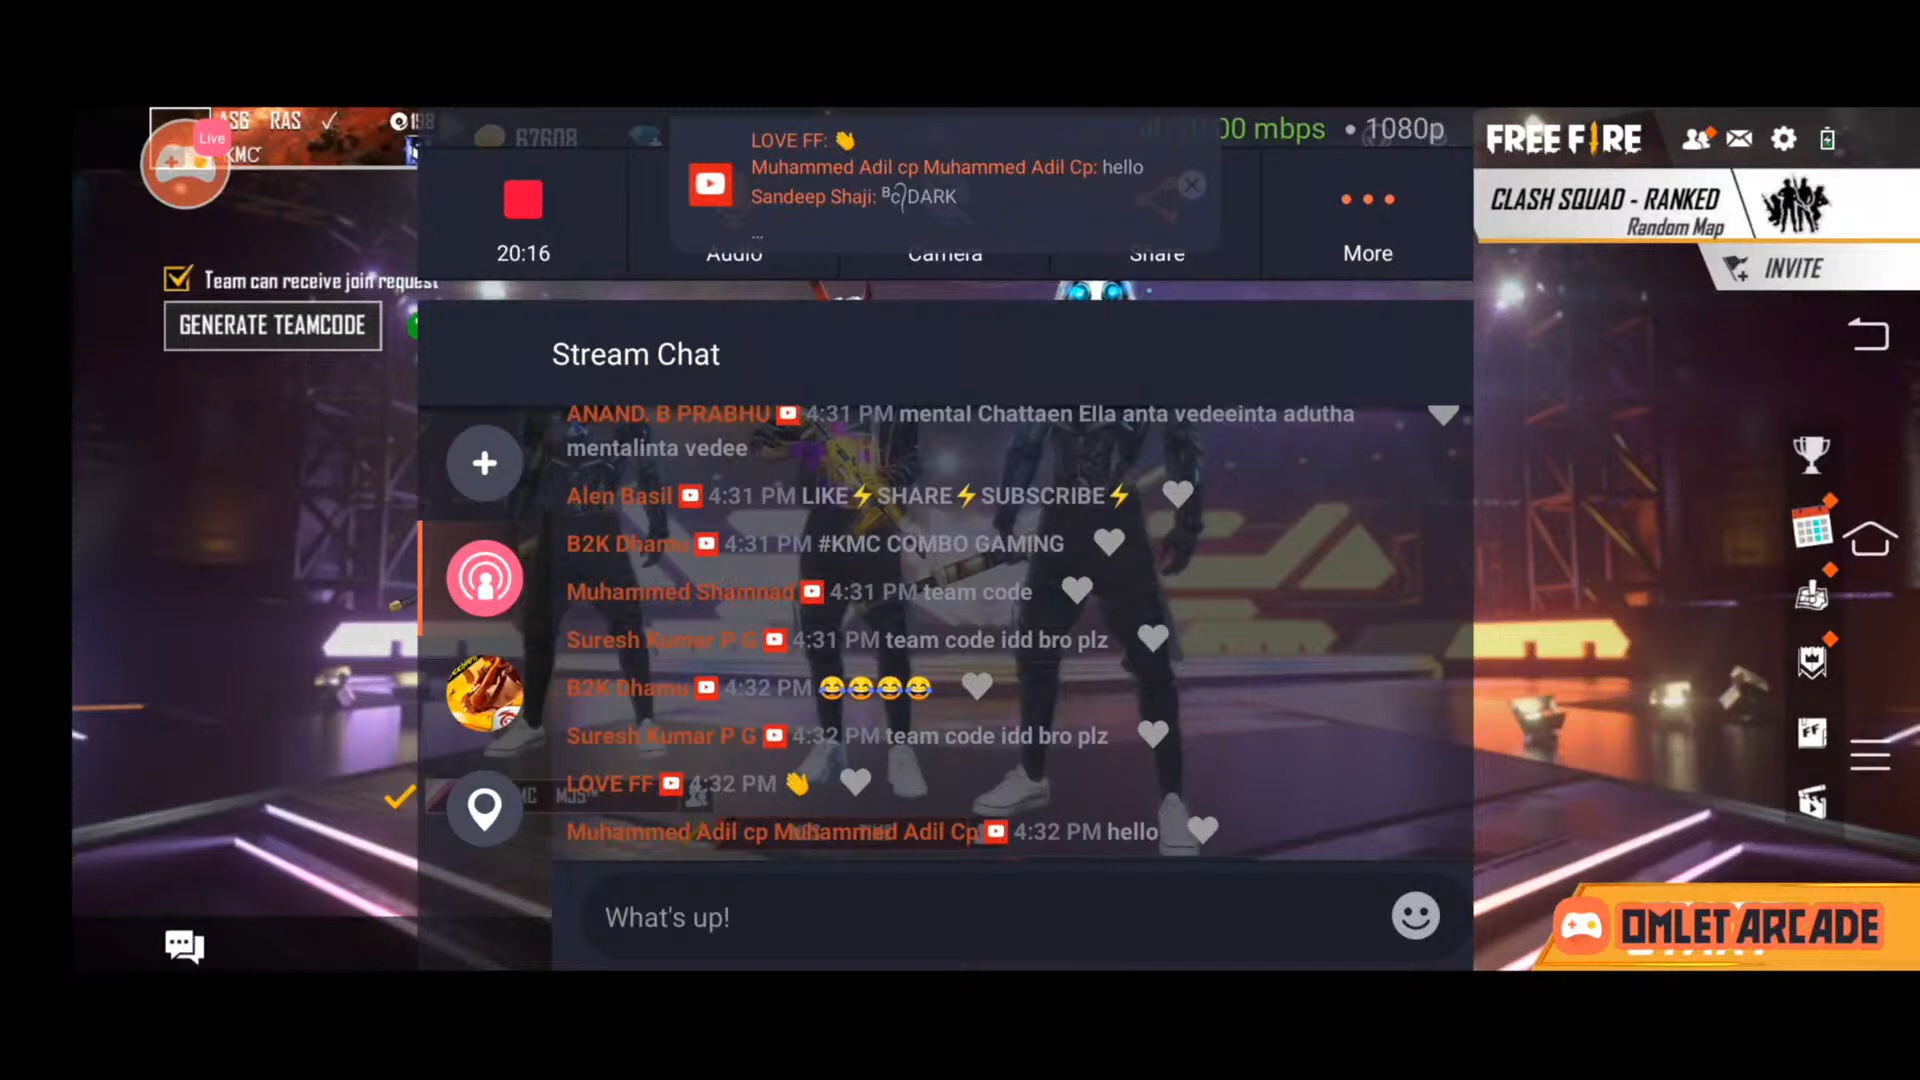 ASG RAS
Live
KMC
67608
LOVE FF: 👋
Muhammed Adil cp Muhammed Adil Cp: hello
Sandeep Shaji: DARK
...
00 mbps • 1080p
FREE FIRE
CLASH SQUAD - RANKED
Random Map
INVITE
20:16
Audio
Camera
Share
More
Team can receive join request
GENERATE TEAMCODE
Stream Chat
ANAND. B PRABHU 4:31 PM mental Chattaen Ella anta vedeeinta adutha
mentalinta vedee
Alen Basil 4:31 PM LIKE⚡SHARE⚡SUBSCRIBE⚡
B2K Dhamu 4:31 PM #KMC COMBO GAMING
Muhammed Shamnad 4:31 PM team code
Suresh Kumar P G 4:31 PM team code idd bro plz
B2K Dhamu 4:32 PM 😂😂😂😂
Suresh Kumar P G 4:32 PM team code idd bro plz
LOVE FF 4:32 PM 👋
Muhammed Adil cp Muhammed Adil Cp 4:32 PM hello
What's up!
FF
OMLET ARCADE